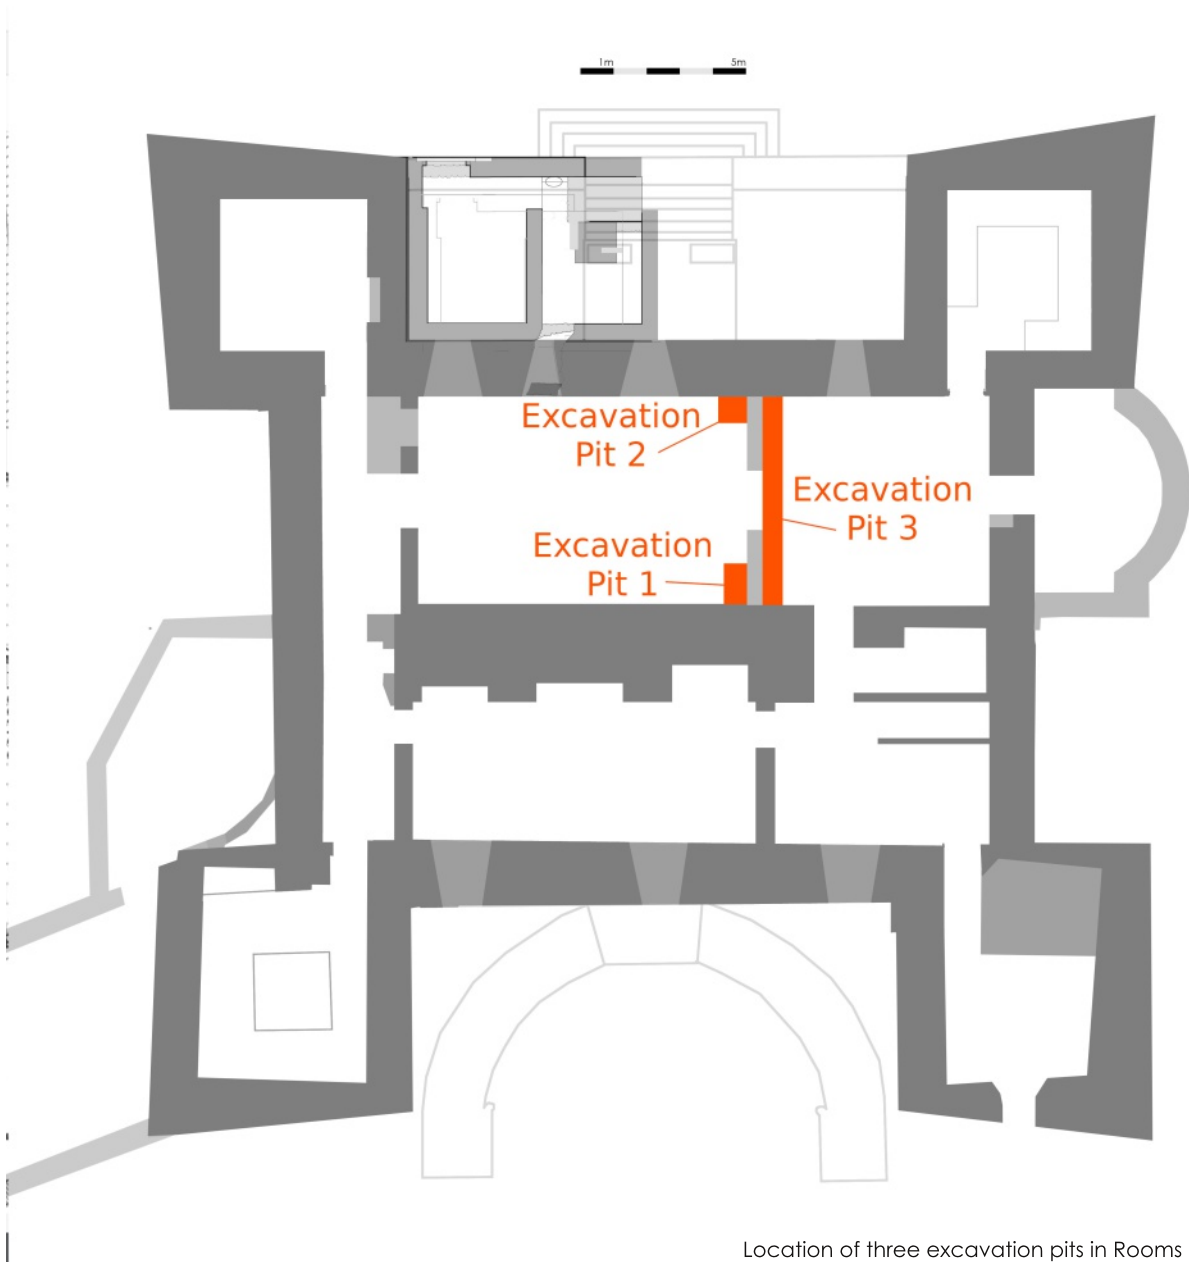 1m 5m
Excavation
Pit 2
Excavation
Pit 3
Excavation
Pit 1
Location of three excavation pits in Rooms